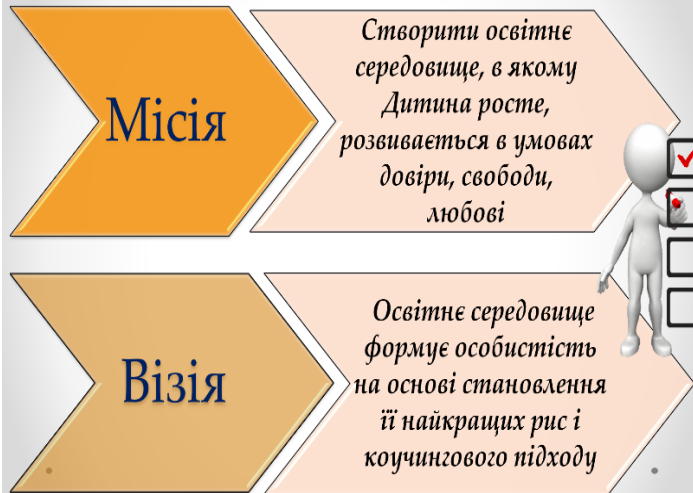 Місія
Створити освітнє
середовище, в якому
Дитина росте,
розвивається в умовах
довіри, свободи,
любові
Візія
Освітнє середовище
формує особистість
на основі становлення
її найкращих рис і
коучингового підходу